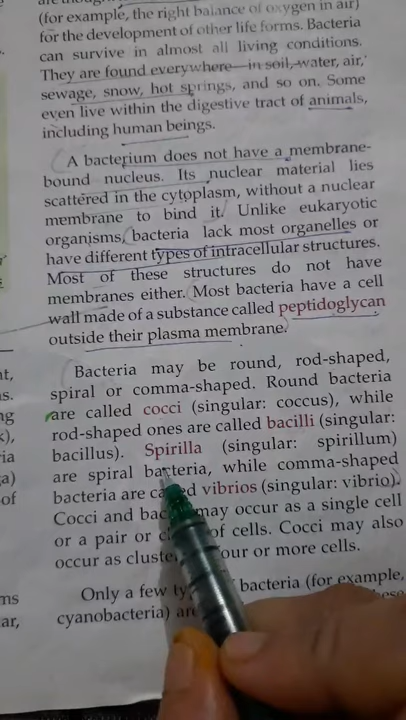 (for example, the right balance of oxygen in air)
for the development of other life forms. Bacteria
can survive in almost all living conditions.
They are found everywhere—in soil, water, air,
sewage, snow, hot springs, and so on. Some
even live within the digestive tract of animals,
including human beings.
A bacterium does not have a membrane-
bound nucleus. Its nuclear material lies
scattered in the cytoplasm, without a nuclear
membrane to bind it. Unlike eukaryotic
organisms, bacteria lack most organelles or
have different types of intracellular structures.
Most of these structures do not have
membranes either. Most bacteria have a cell
wall made of a substance called peptidoglycan
outside their plasma membrane.
Bacteria may be round, rod-shaped,
spiral or comma-shaped. Round bacteria
are called cocci (singular: coccus), while
rod-shaped ones are called bacilli (singular:
bacillus). Spirilla (singular: spirillum)
are spiral bacteria, while comma-shaped
bacteria are called vibrios (singular: vibrio).
Cocci and may occur as a single cell
or a pair or of cells. Cocci may also
occur as four or more cells.
Only a few bacteria (for example,
cyanobacteria) are
nt,
s.
ng
k),
ria
a)
of
ms
ar,